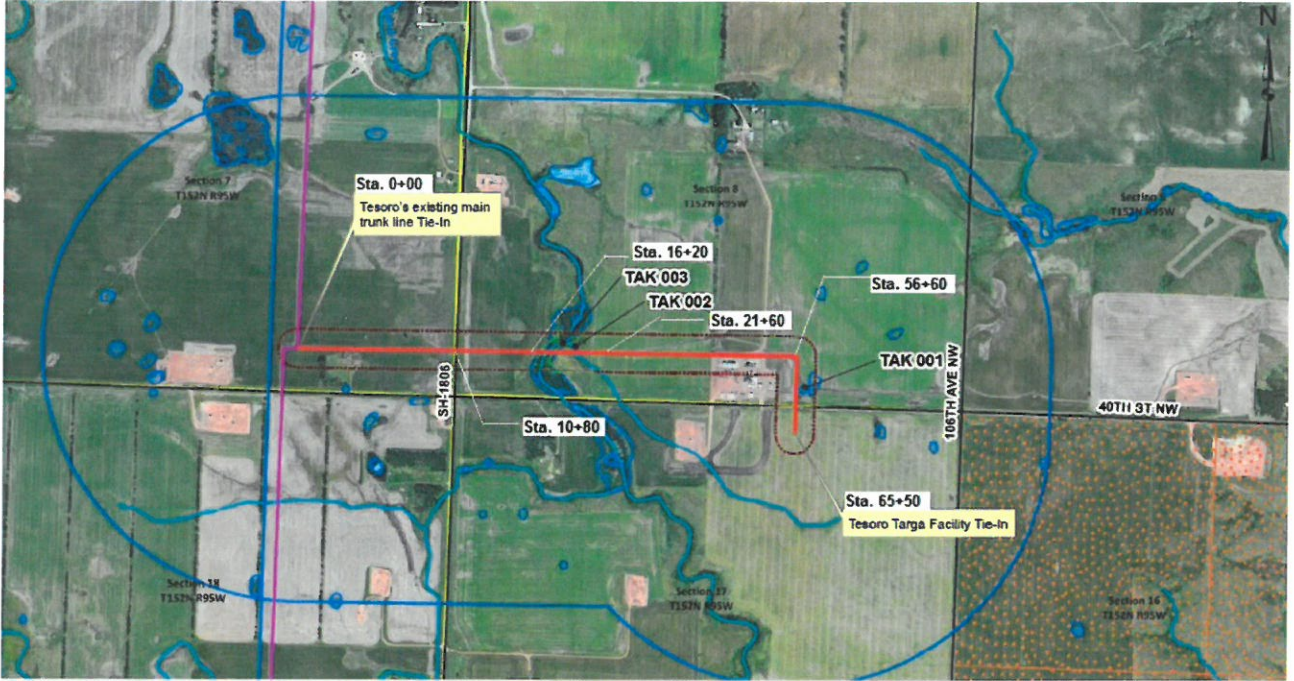 N
Section 7
T152N R95W
Sta. 0+00
Tesoro's existing main
trunk line Tie-In
Section 8
T152N R95W
Section
T152N R95W
Sta. 16+20
TAK 003
TAK 002
Sta. 21+60
Sta. 56+60
TAK 001
SH-1806
106TH AVE NW
40TH ST NW
Sta. 10+80
Sta. 65+50
Tesoro Targa Facility Tie-In
Section 18
T152N R95W
Section 17
T152N R95W
Section 16
T152N R95W